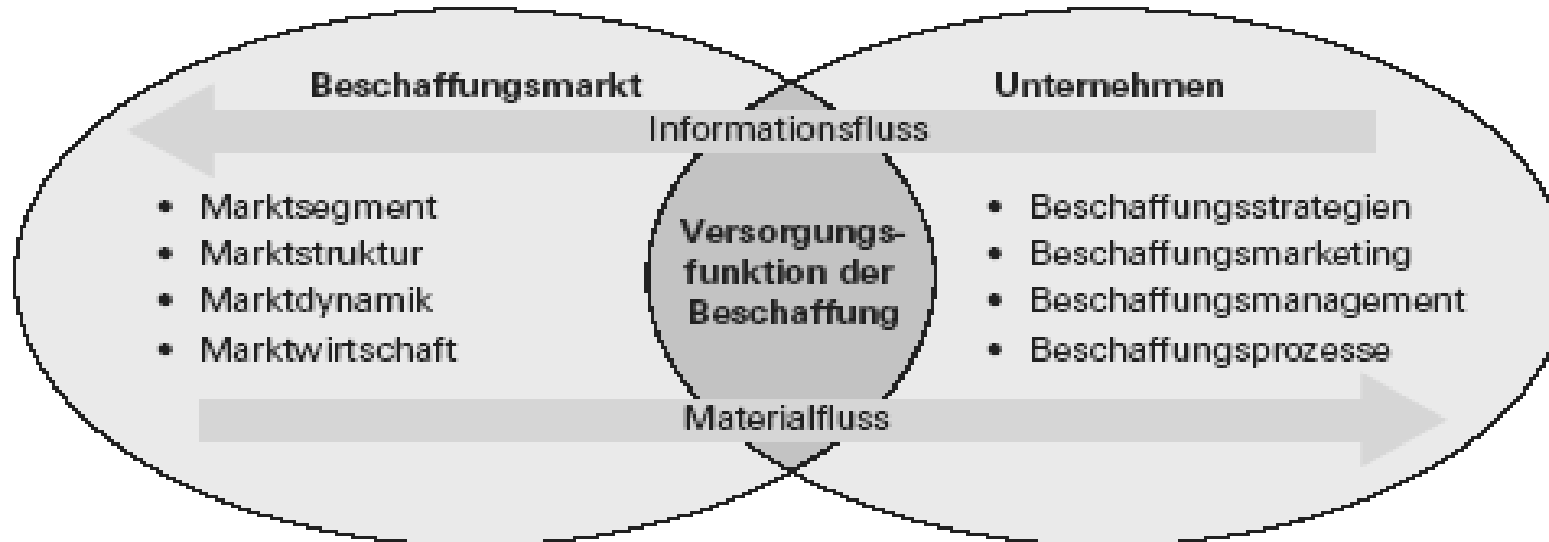 Beschaffungsmarkt
Unternehmen
Informationsfluss
• Marktsegment
• Marktstruktur
• Marktdynamik
• Marktwirtschaft
Versorgungs-
funktion der
Beschaffung
• Beschaffungsstrategien
• Beschaffungsmarketing
• Beschaffungsmanagement
• Beschaffungsprozesse
Materialfluss